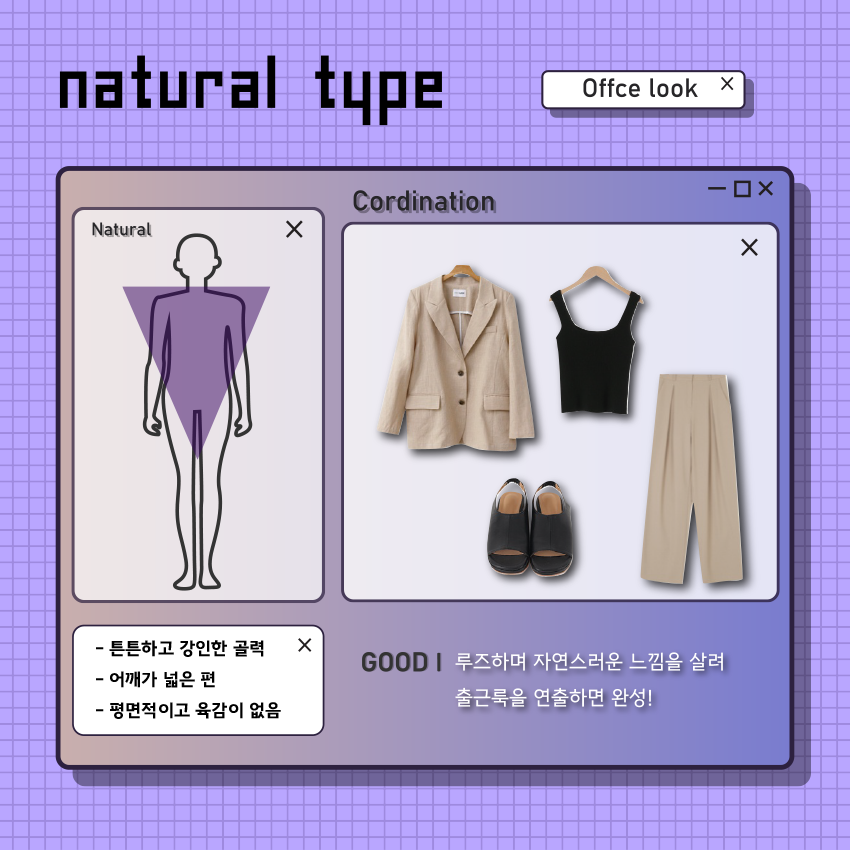 natural type
Offce look
Cordination
Natural
- 튼튼하고 강인한 골력
- 어깨가 넓은 편
- 평면적이고 육감이 없음
GOOD | 루즈하며 자연스러운 느낌을 살려
출근룩을 연출하면 완성!